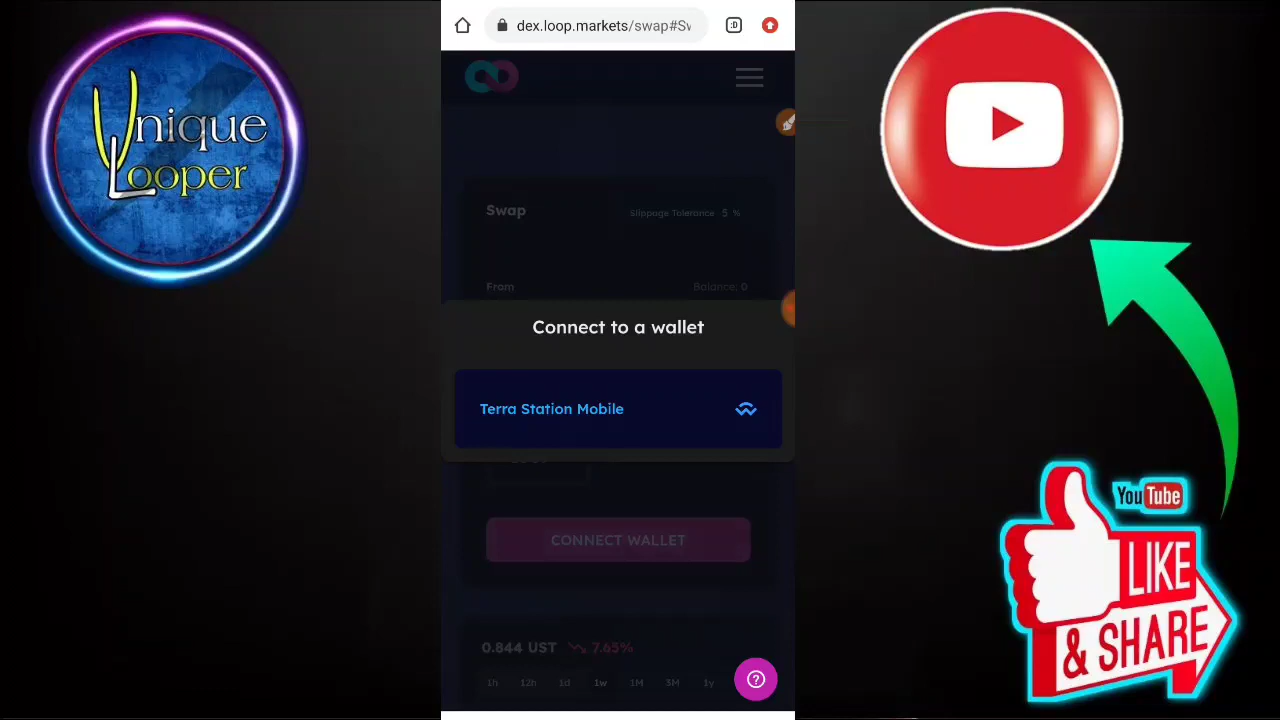 Unique
Looper
dex.loop.markets/swap#Sw
:D
Swap
Slippage Tolerance 5 %
From
Balance: 0
Connect to a wallet
Terra Station Mobile
CONNECT WALLET
0.844 UST 7.65%
1h 12h 1d 1w 1M 3M 1y
YouTube
LIKE
& SHARE